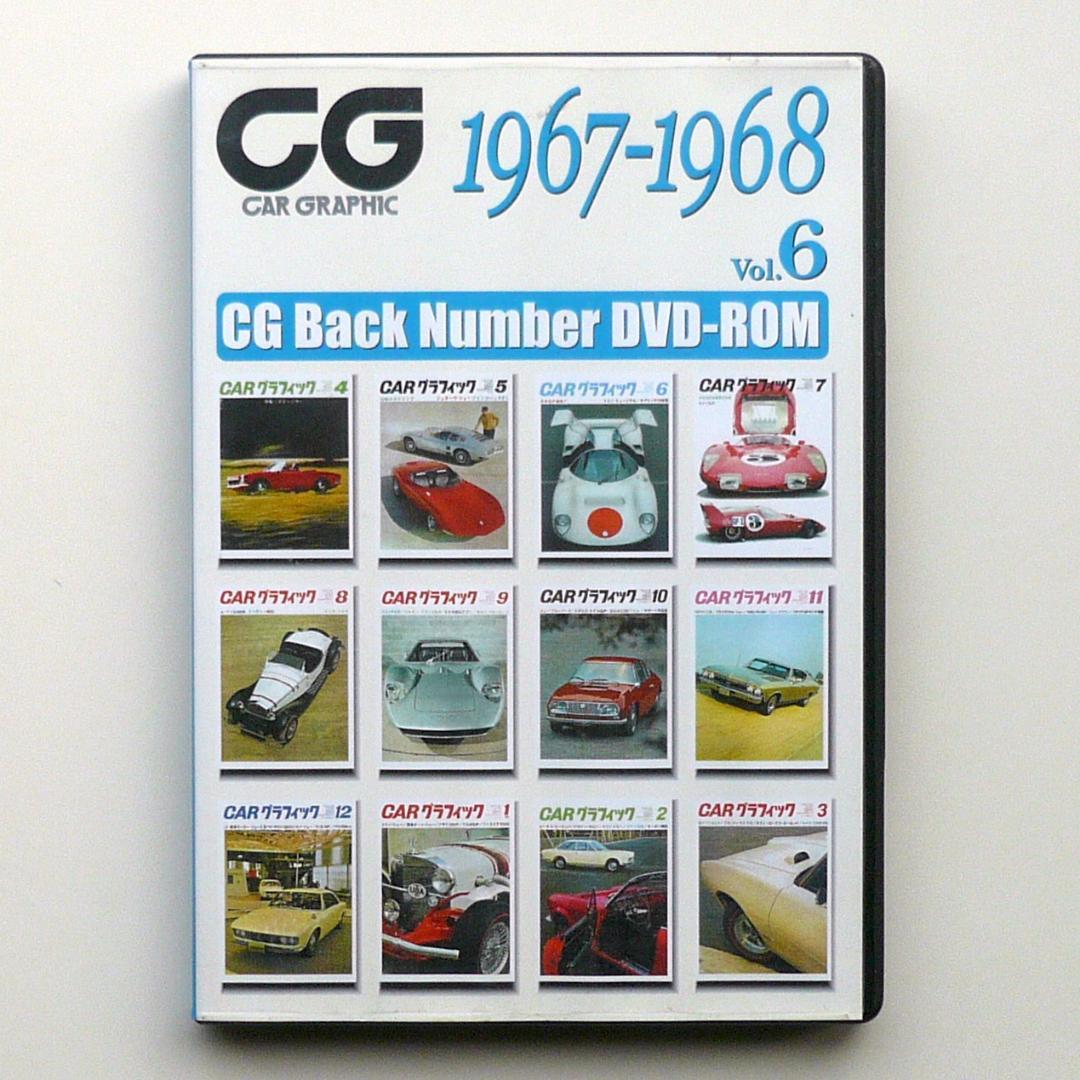 CG
CAR GRAPHIC
1967-1968
Vol.6
CG Back Number DVD-ROM
CARグラフィック 4
CARグラフィック 5
CARグラフィック 6
CARグラフィック 7
CARグラフィック 8
CARグラフィック 9
CARグラフィック 10
CARグラフィック 11
CARグラフィック 12
CARグラフィック 1
CARグラフィック 2
CARグラフィック 3